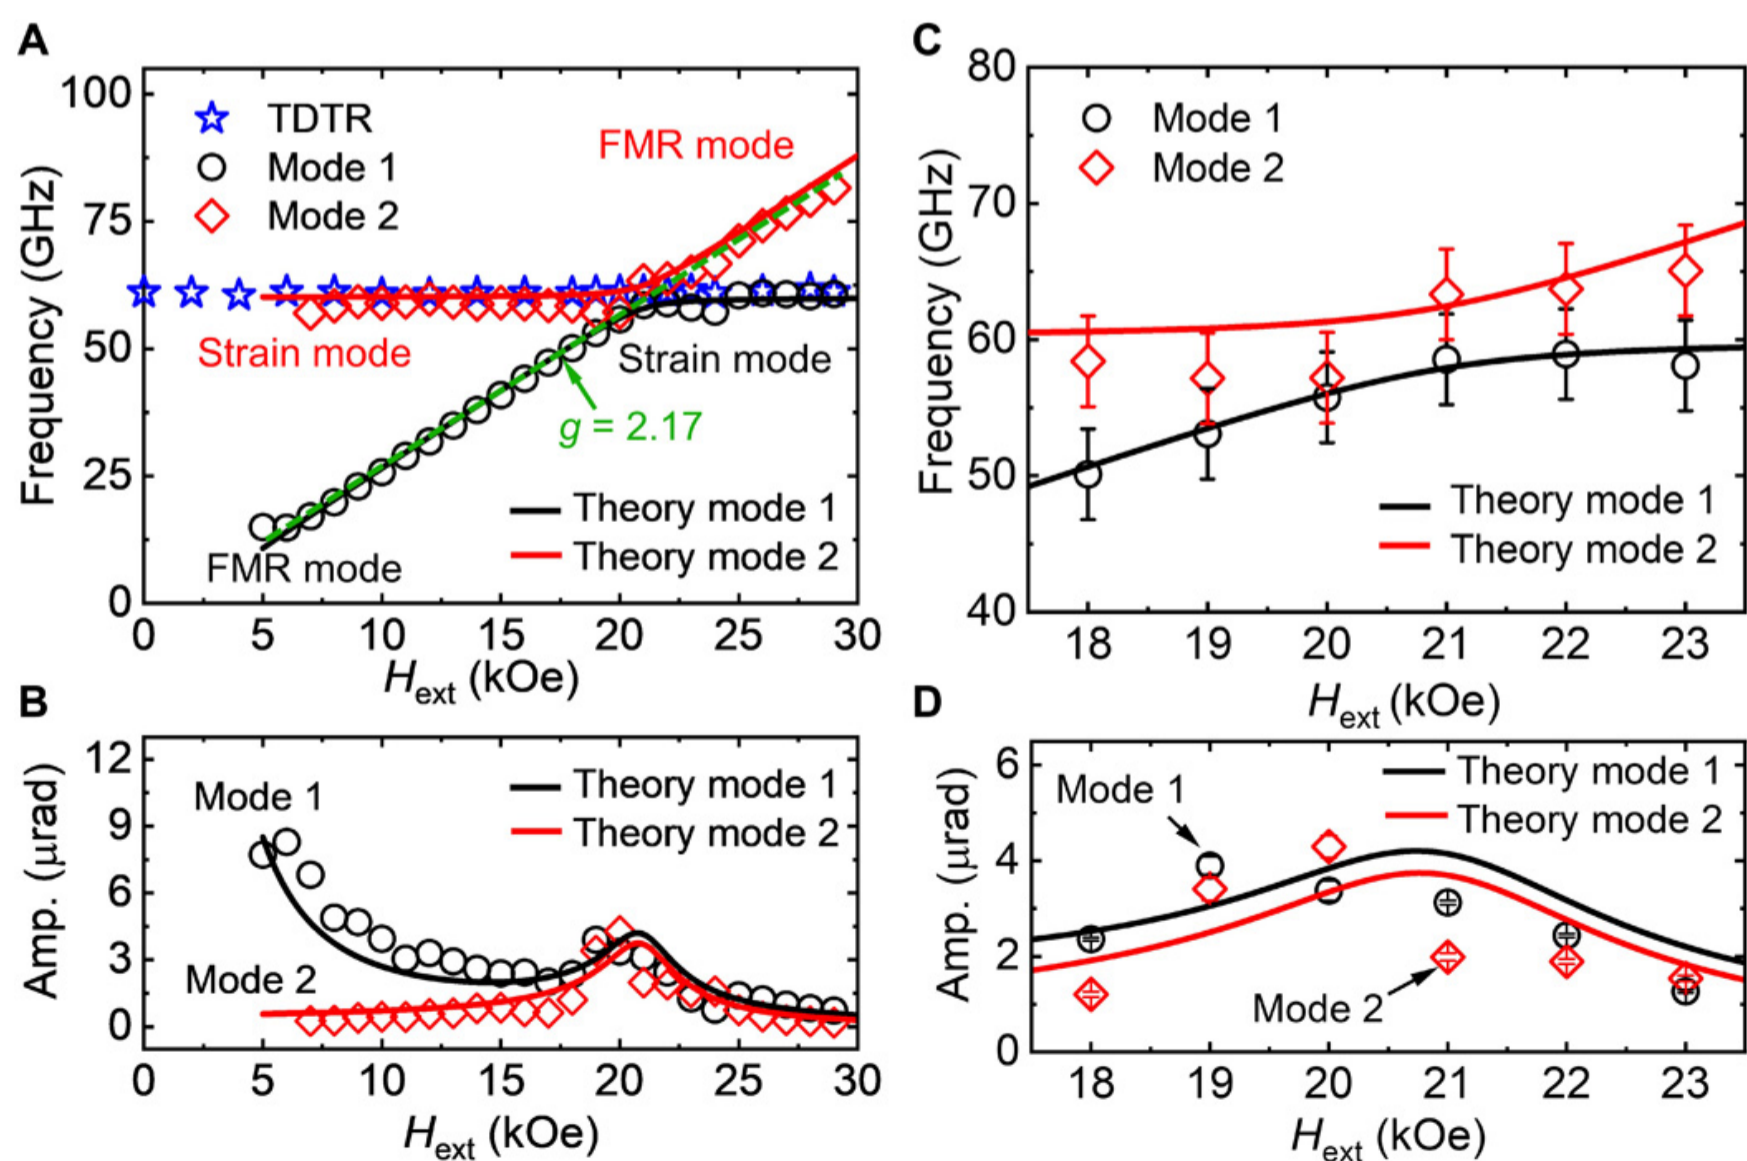 A
100
75
50
25
0
Frequency (GHz)
TDTR
Mode 1
Mode 2
FMR mode
Strain mode
Strain mode
g = 2.17
FMR mode
Theory mode 1
Theory mode 2
0 5 10 15 20 25 30
Hext (kOe)
C
80
70
60
50
40
Frequency (GHz)
Mode 1
Mode 2
Theory mode 1
Theory mode 2
18 19 20 21 22 23
Hext (kOe)
B
12
9
6
3
0
Amp. (μrad)
Mode 1
Mode 2
Theory mode 1
Theory mode 2
0 5 10 15 20 25 30
Hext (kOe)
D
6
4
2
0
Amp. (μrad)
Mode 1
Mode 2
Theory mode 1
Theory mode 2
18 19 20 21 22 23
Hext (kOe)